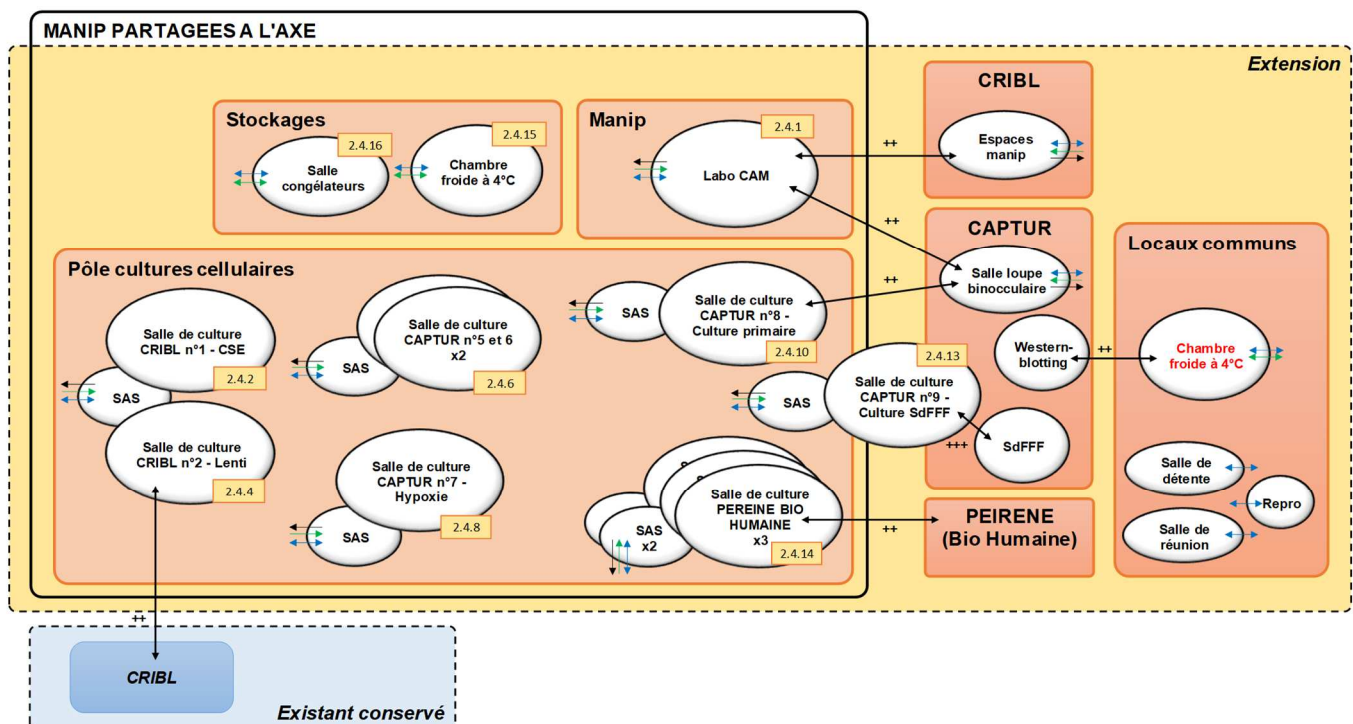 MANIP PARTAGEES A L'AXE
Extension
Stockages
2.4.16
Salle
congélateurs
2.4.15
Chambre
froide à 4°C
Manip
2.4.1
Labo CAM
++
CRIBL
Espaces
manip
++
CAPTUR
Salle loupe
binocculaire
Western-
blotting
SdFFF
++
Locaux communs
Chambre
froide à 4°C
Salle de
détente
Repro
Salle de
réunion
Pôle cultures cellulaires
Salle de culture
CRIBL n°1 - CSE
2.4.2
SAS
Salle de culture
CRIBL n°2 - Lenti
2.4.4
Salle de culture
CAPTUR n°5 et 6
x2
2.4.6
SAS
Salle de culture
CAPTUR n°7 -
Hypoxie
2.4.8
SAS
SAS
Salle de culture
CAPTUR n°8 -
Culture primaire
2.4.10
++
SAS
2.4.13
Salle de culture
CAPTUR n°9 -
Culture SdFFF
+++
SAS
x2
Salle de culture
PEREINE BIO
HUMAINE
x3
2.4.14
++
PEIRENE
(Bio Humaine)
++
CRIBL
Existant conservé